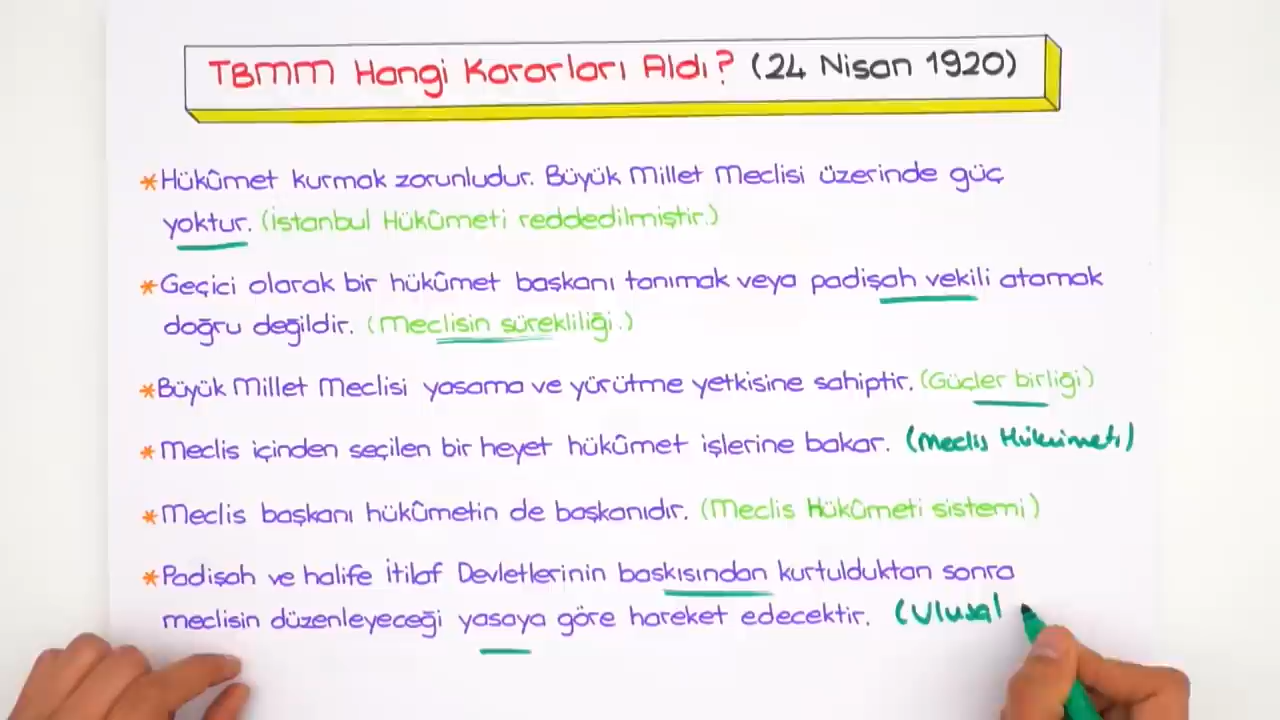 TBMM Hangi Kararları Aldı? (24 Nisan 1920)
*Hükûmet kurmak zorunludur. Büyük Millet Meclisi üzerinde güç
yoktur. (İstanbul Hükûmeti reddedilmiştir.)
*Geçici olarak bir hükûmet başkanı tanımak veya padişah vekili atamak
doğru değildir. (Meclisin sürekliliği.)
*Büyük Millet Meclisi yasama ve yürütme yetkisine sahiptir. (Güçler birliği)
*Meclis içinden seçilen bir heyet hükûmet işlerine bakar. (Meclis Hükümeti)
*Meclis başkanı hükûmetin de başkanıdır. (Meclis Hükûmeti sistemi)
*Padişah ve halife İtilaf Devletlerinin baskısından kurtulduktan sonra
meclisin düzenleyeceği yasaya göre hareket edecektir. (Ulusal